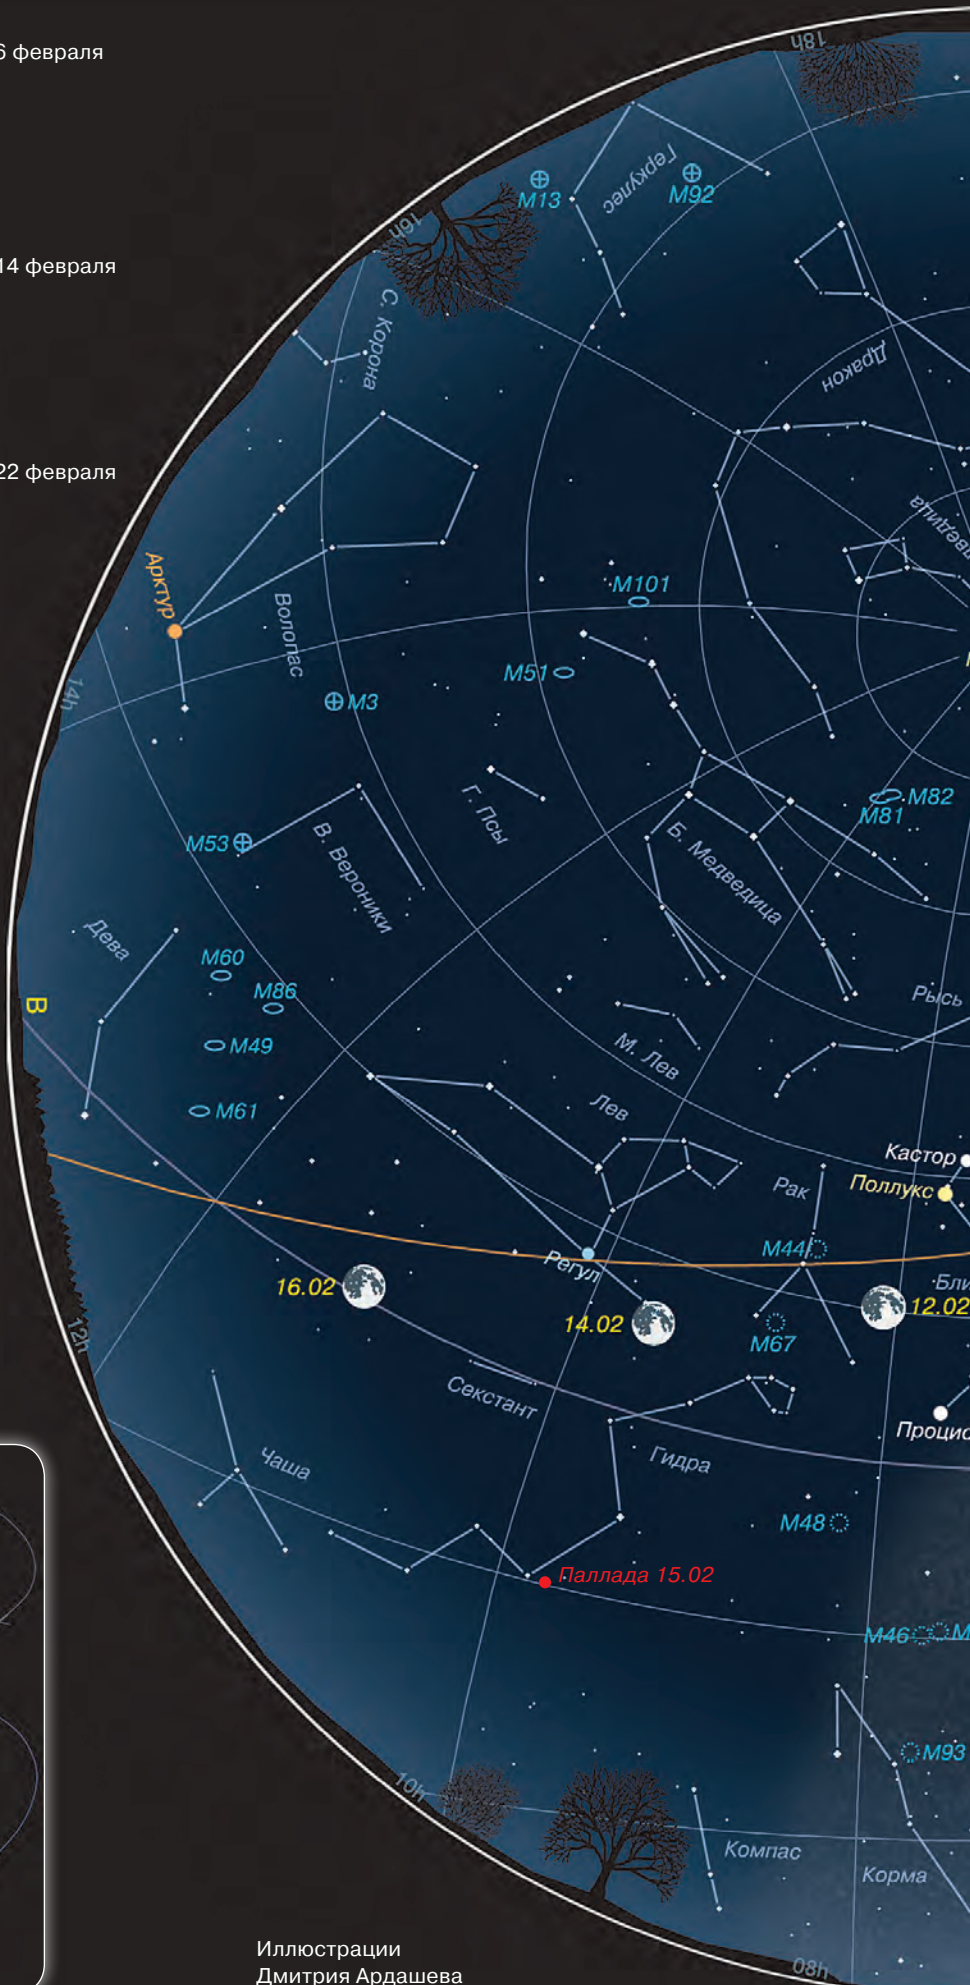 6 февраля
14 февраля
22 февраля
18h
Геркулес
M13
M92
16h
С. Корона
Дракон
Арктур
Волопас
M101
M51
M3
14h
Г. Псы
M82
M81
M53
В. Вероники
Б. Медведица
Дева
M60
M86
В
M49
M61
Рысь
М. Лев
Лев
Кастор
Рак
Поллукс
M44
Регул
16.02
14.02
12.02
M67
12h
Секстант
Чаша
Гидра
M48
Паллада 15.02
M46
M93
10h
Компас
Корма
08h
Иллюстрации
Дмитрия Ардашева